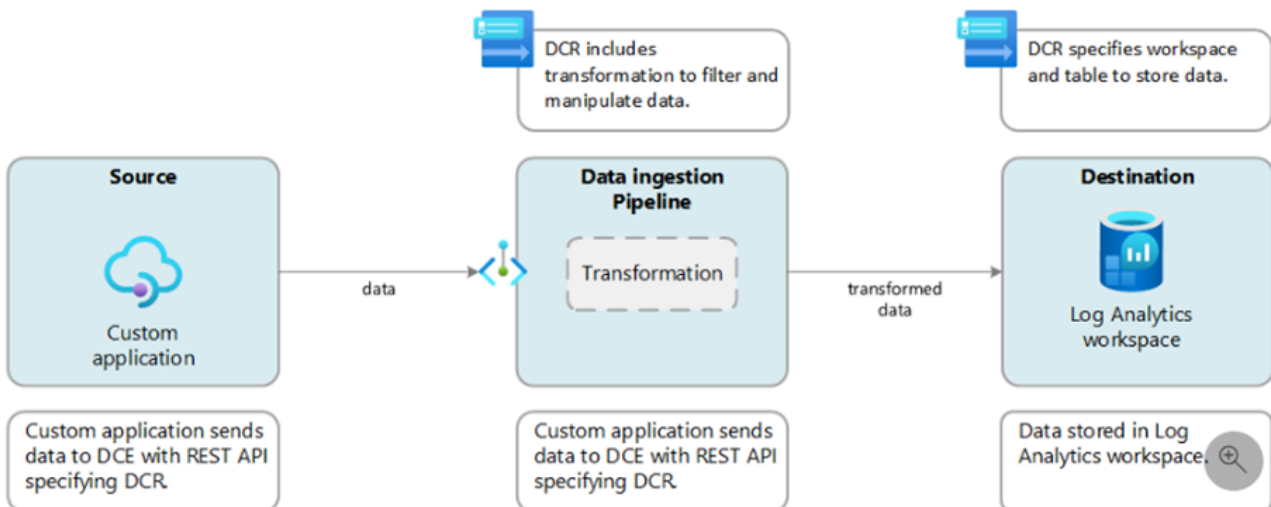 DCR includes
transformation to filter and
manipulate data.
DCR specifies workspace
and table to store data.
Source
Custom
application
data
Data ingestion
Pipeline
Transformation
transformed
data
Destination
Log Analytics
workspace
Custom application sends
data to DCE with REST API
specifying DCR.
Custom application sends
data to DCE with REST API
specifying DCR.
Data stored in Log
Analytics workspace.